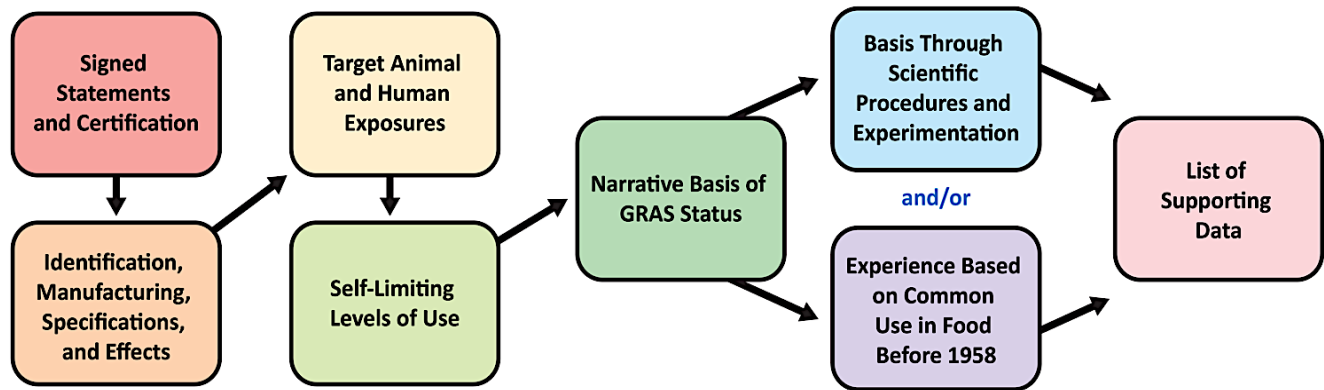 Signed
Statements
and Certification
Identification,
Manufacturing,
Specifications,
and Effects
Target Animal
and Human
Exposures
Self-Limiting
Levels of Use
Narrative Basis of
GRAS Status
Basis Through
Scientific
Procedures and
Experimentation
and/or
Experience Based
on Common
Use in Food
Before 1958
List of
Supporting
Data